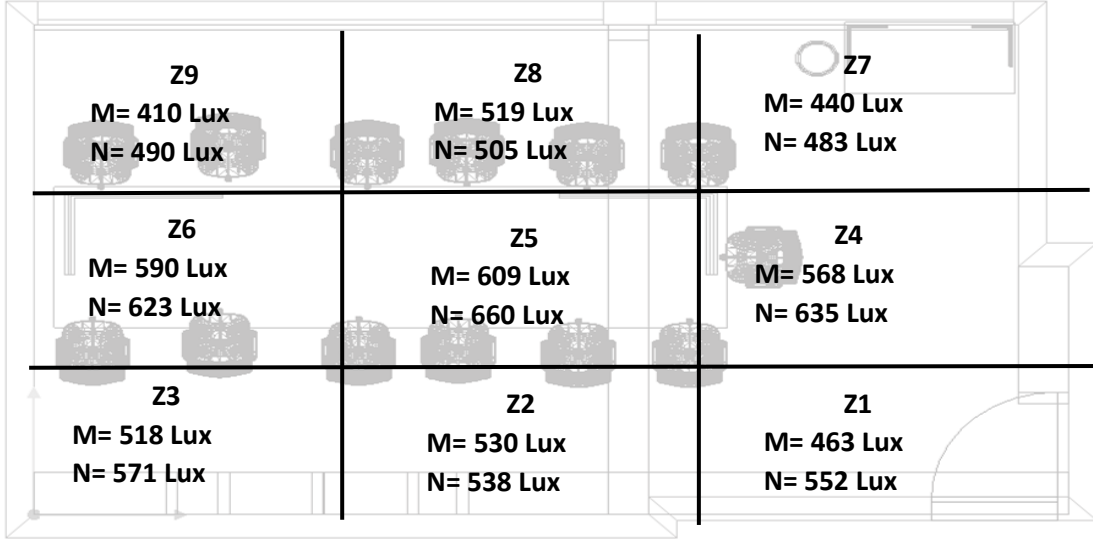 Z9
M= 410 Lux
N= 490 Lux
Z8
M= 519 Lux
N= 505 Lux
Z7
M= 440 Lux
N= 483 Lux
Z6
M= 590 Lux
N= 623 Lux
Z5
M= 609 Lux
N= 660 Lux
Z4
M= 568 Lux
N= 635 Lux
Z3
M= 518 Lux
N= 571 Lux
Z2
M= 530 Lux
N= 538 Lux
Z1
M= 463 Lux
N= 552 Lux